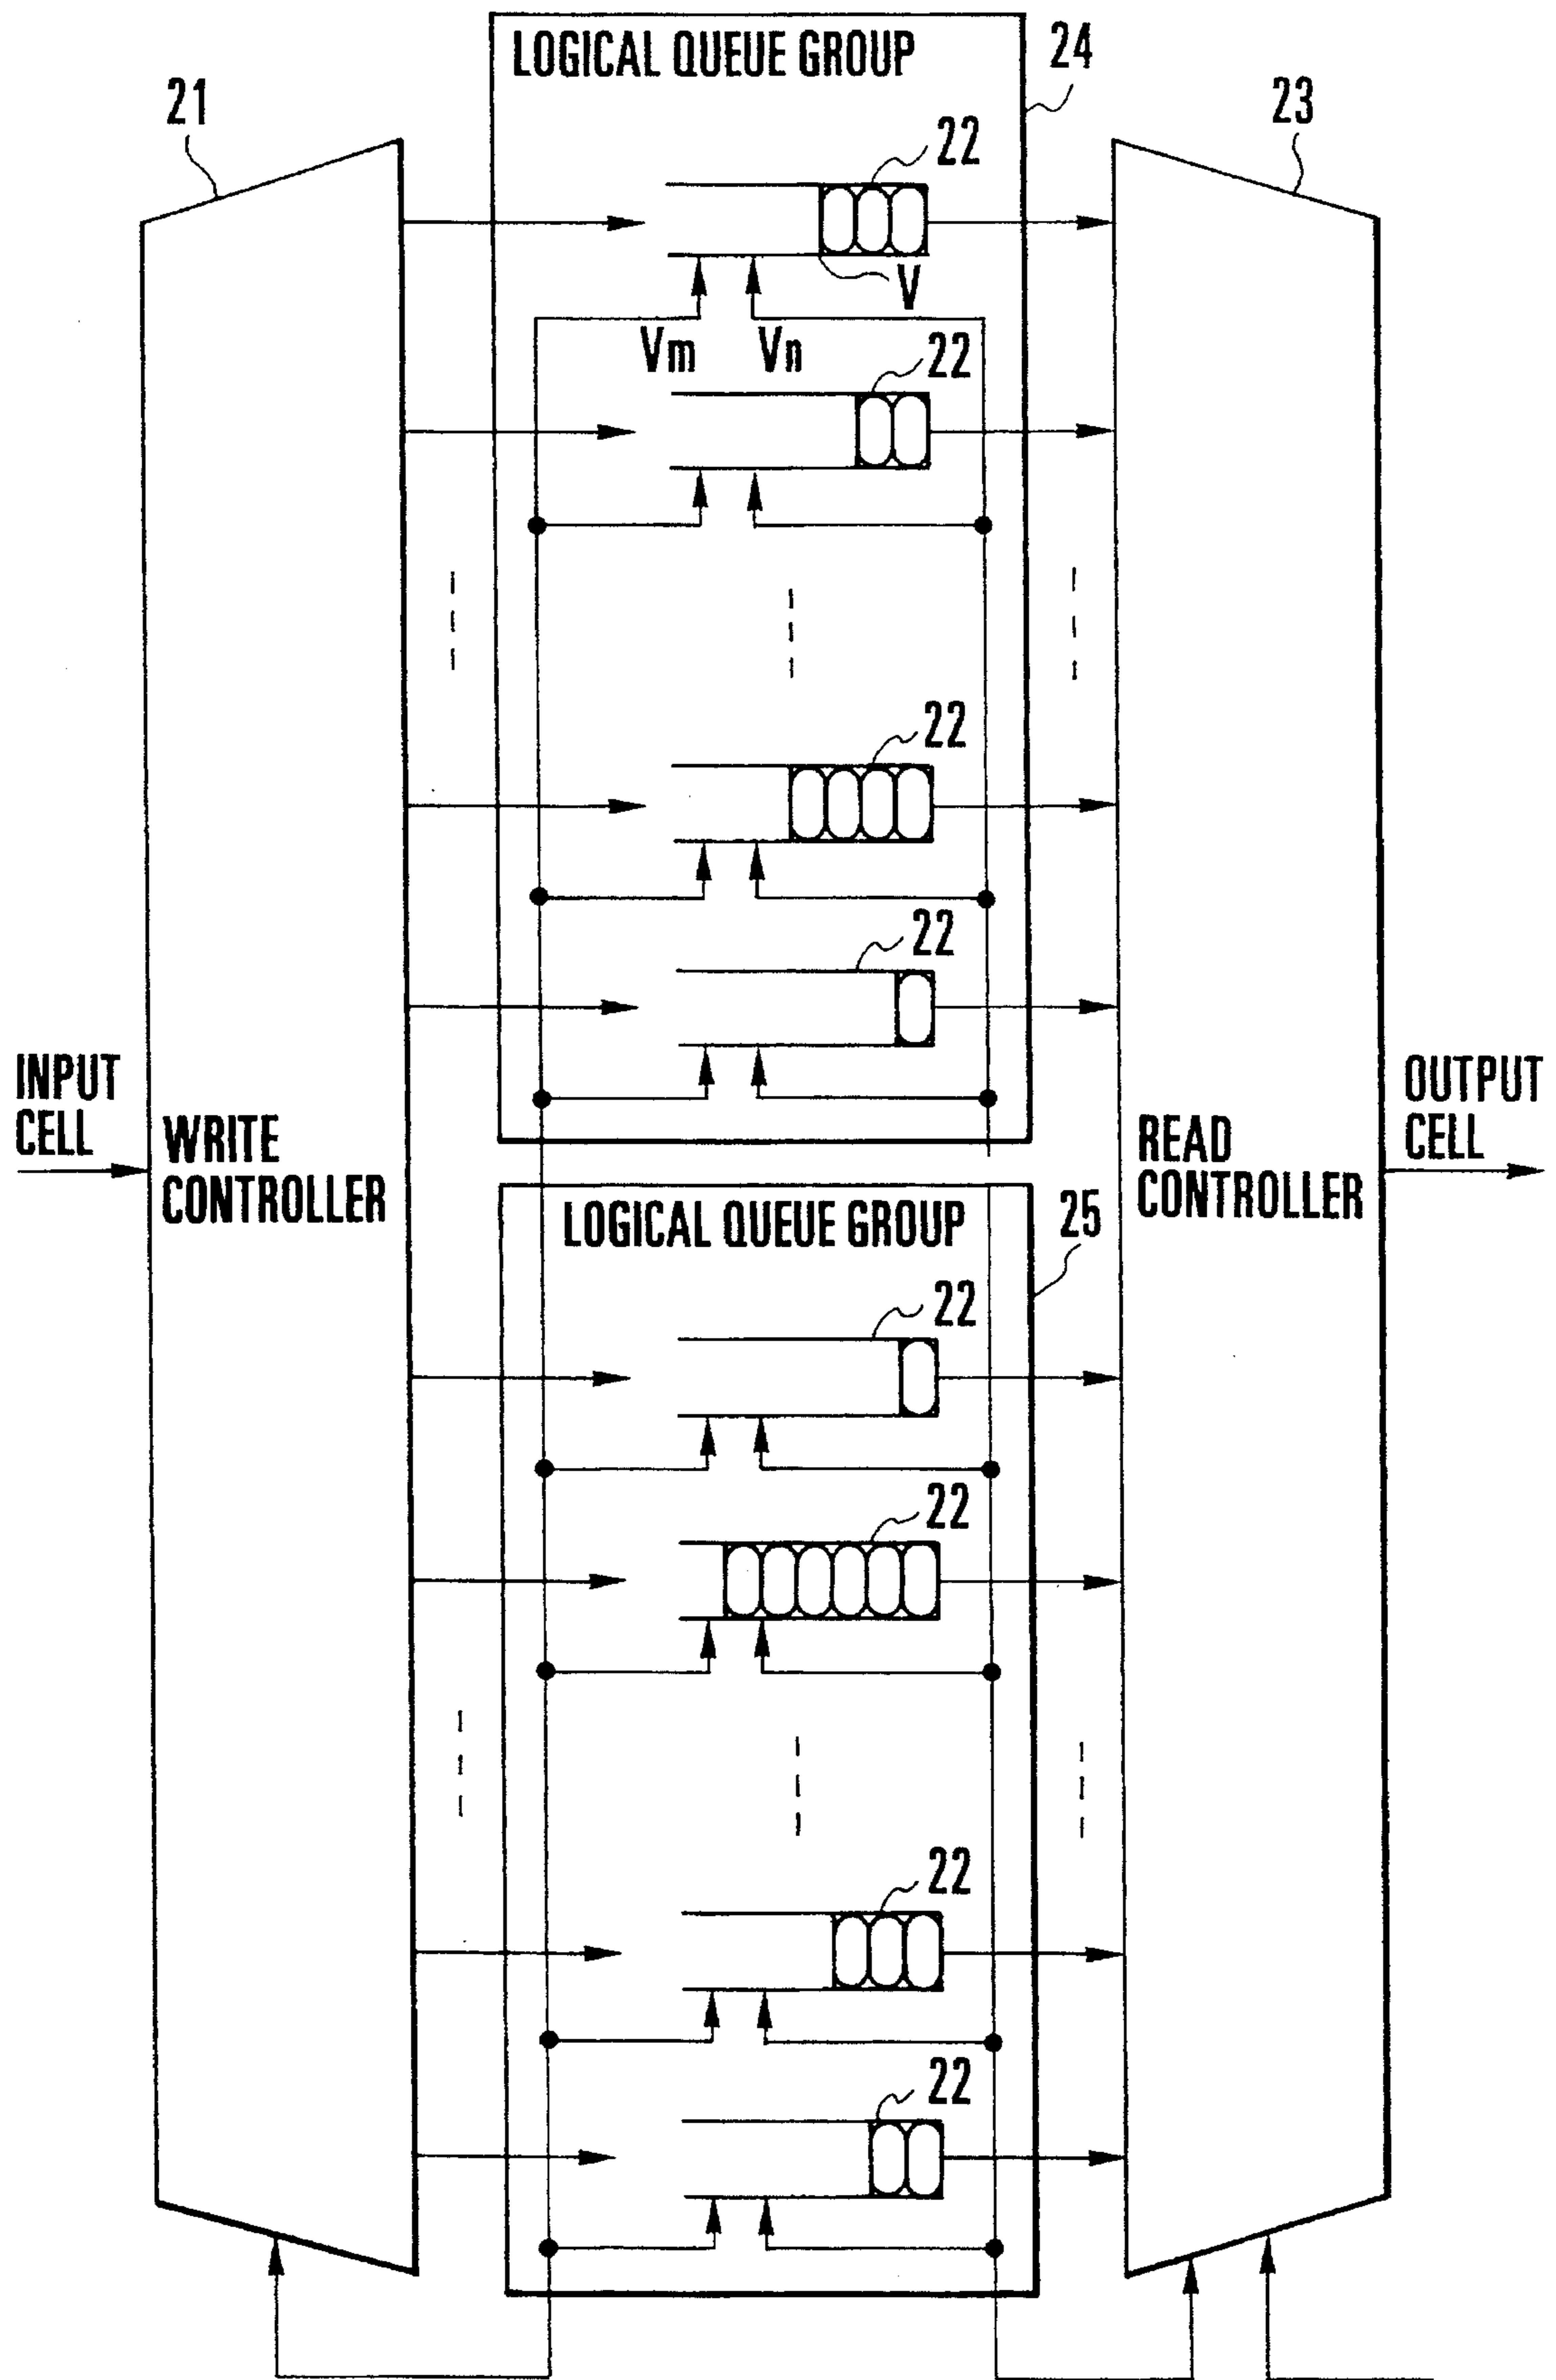 LOGICAL QUEUE GROUP
24
21
23
22
V
Vm
Vn
22
22
22
INPUT
CELL
WRITE
CONTROLLER
READ
CONTROLLER
OUTPUT
CELL
LOGICAL QUEUE GROUP
25
22
22
22
22